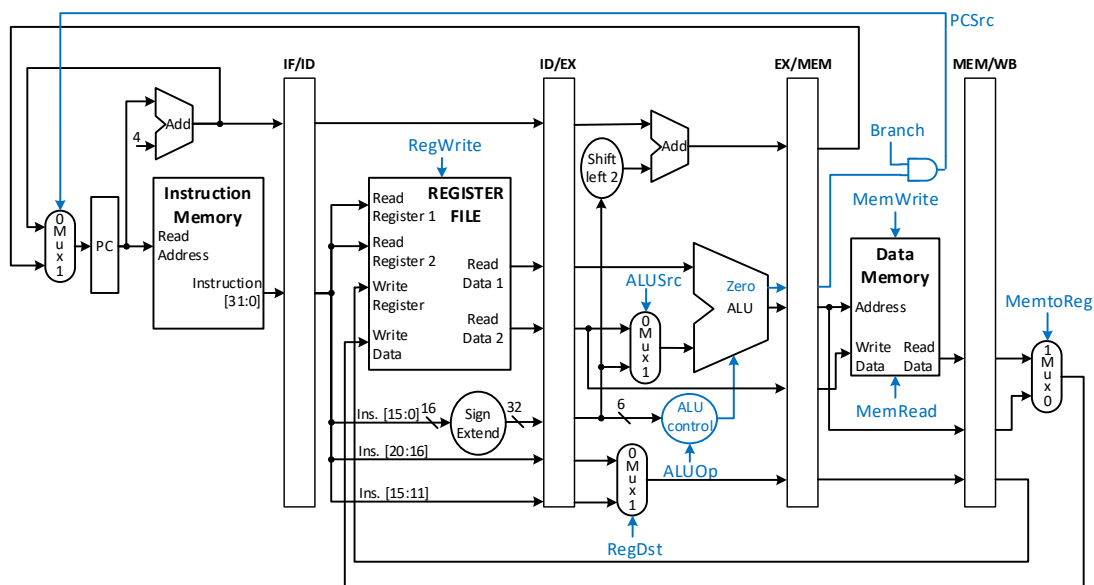 PCSrc
IF/ID
ID/EX
EX/MEM
MEM/WB
Add
4
Branch
RegWrite
Shift
left 2
Add
Instruction
Memory
Read
Address
Instruction
[31:0]
REGISTER
FILE
Read
Register 1
Read
Register 2
Write
Register
Write
Data
Read
Data 1
Read
Data 2
MemWrite
0
M
u
x
1
PC
ALUSrc
0
M
u
x
1
Zero
ALU
Data
Memory
Address
Write
Data
Read
Data
MemRead
MemtoReg
1
M
u
x
0
Ins. [15:0]
16
Sign
Extend
32
6
ALU
control
ALUOp
Ins. [20:16]
Ins. [15:11]
0
M
u
x
1
RegDst